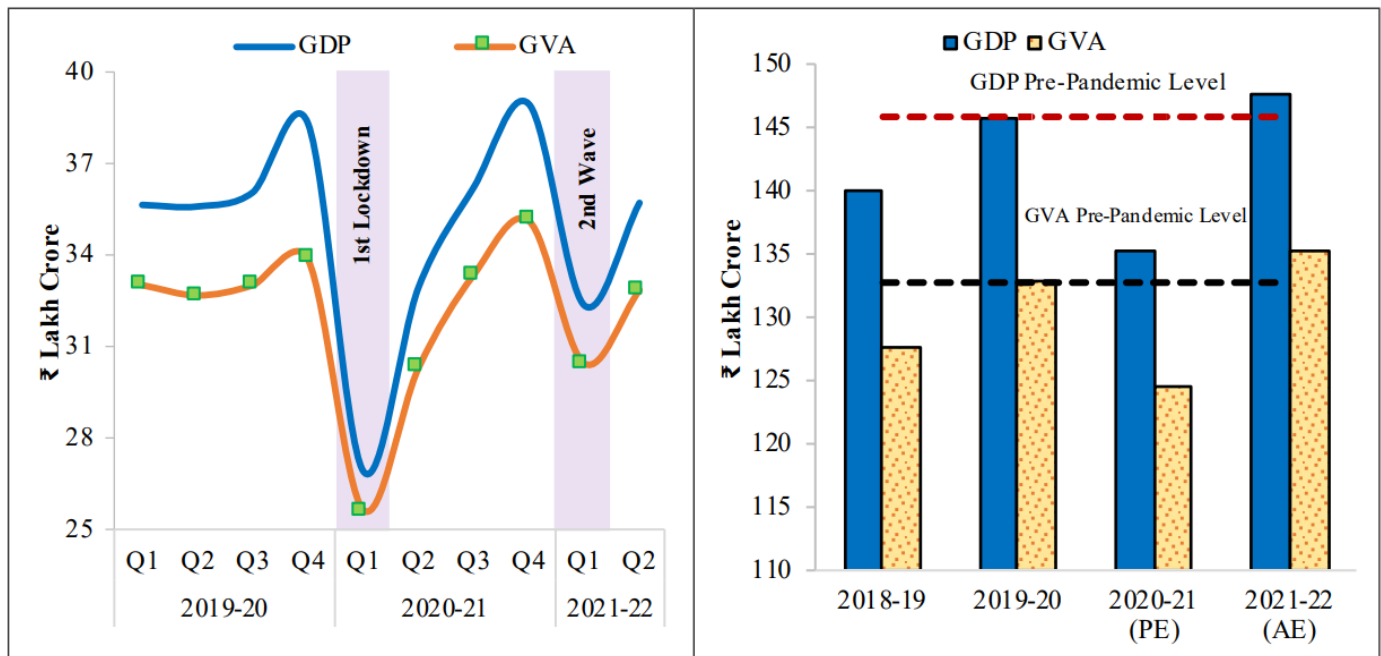 GDP GVA
40
37
34
31
28
25
₹ Lakh Crore
1st Lockdown
2nd Wave
Q1 Q2 Q3 Q4 Q1 Q2 Q3 Q4 Q1 Q2
2019-20 2020-21 2021-22
GDP GVA
150
145
140
135
130
125
120
115
110
₹ Lakh Crore
GDP Pre-Pandemic Level
GVA Pre-Pandemic Level
2018-19 2019-20 2020-21 2021-22
(PE) (AE)